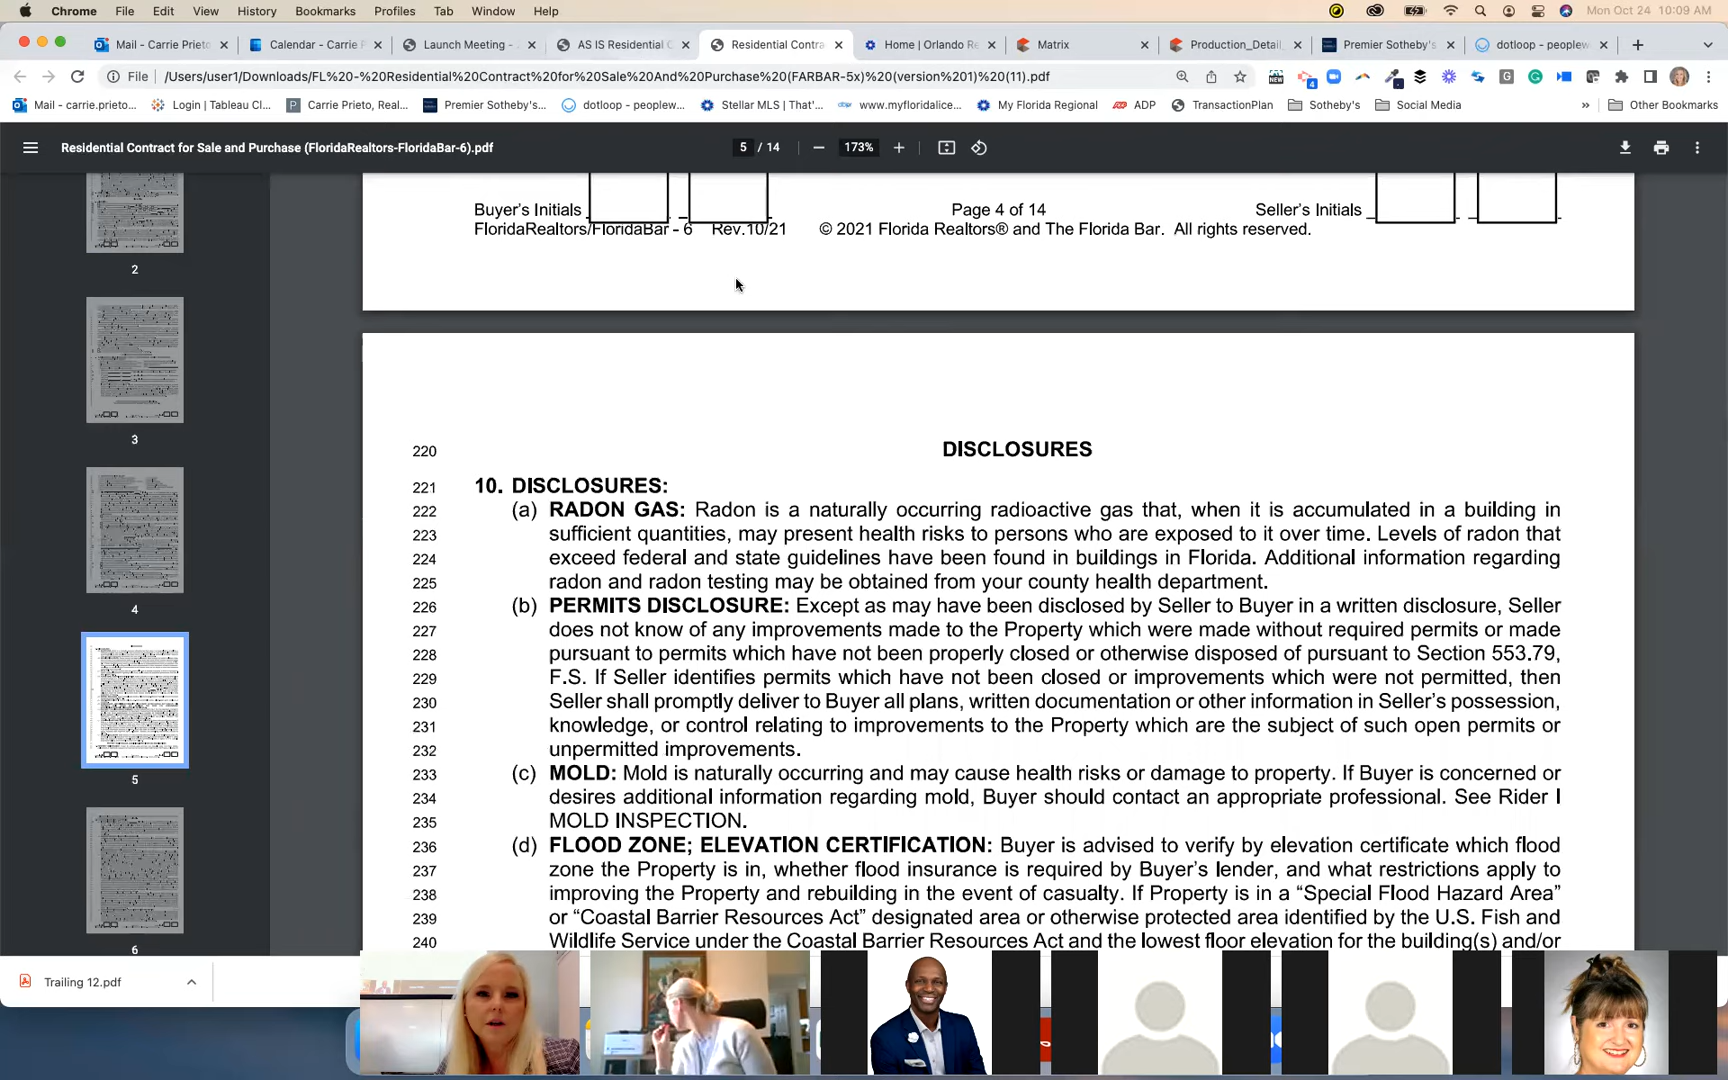 Chrome File Edit View History Bookmarks Profiles Tab Window Help Mon Oct 24 10:09 AM
Mail - Carrie Prieto Calendar - Carrie P Launch Meeting - AS IS Residential C Residential Contra Home | Orlando Re Matrix Production_Detail_ Premier Sotheby's dotloop - peoplew
File /Users/user1/Downloads/FL%20-%20Residential%20Contract%20for%20Sale%20And%20Purchase%20(FARBAR-5x)%20(version%201)%20(11).pdf
Mail - carrie.prieto... Login | Tableau Cl... Carrie Prieto, Real... Premier Sotheby's... dotloop - peoplew... Stellar MLS | That'... www.myfloridalice... My Florida Regional ADP TransactionPlan Sotheby's Social Media » Other Bookmarks
Residential Contract for Sale and Purchase (FloridaRealtors-FloridaBar-6).pdf 5 / 14 173%
2
3
4
5
6
Buyer's Initials Page 4 of 14 Seller's Initials
FloridaRealtors/FloridaBar - 6 Rev.10/21 © 2021 Florida Realtors® and The Florida Bar. All rights reserved.
220 DISCLOSURES
221 10. DISCLOSURES:
222 (a) RADON GAS: Radon is a naturally occurring radioactive gas that, when it is accumulated in a building in
223 sufficient quantities, may present health risks to persons who are exposed to it over time. Levels of radon that
224 exceed federal and state guidelines have been found in buildings in Florida. Additional information regarding
225 radon and radon testing may be obtained from your county health department.
226 (b) PERMITS DISCLOSURE: Except as may have been disclosed by Seller to Buyer in a written disclosure, Seller
227 does not know of any improvements made to the Property which were made without required permits or made
228 pursuant to permits which have not been properly closed or otherwise disposed of pursuant to Section 553.79,
229 F.S. If Seller identifies permits which have not been closed or improvements which were not permitted, then
230 Seller shall promptly deliver to Buyer all plans, written documentation or other information in Seller's possession,
231 knowledge, or control relating to improvements to the Property which are the subject of such open permits or
232 unpermitted improvements.
233 (c) MOLD: Mold is naturally occurring and may cause health risks or damage to property. If Buyer is concerned or
234 desires additional information regarding mold, Buyer should contact an appropriate professional. See Rider I
235 MOLD INSPECTION.
236 (d) FLOOD ZONE; ELEVATION CERTIFICATION: Buyer is advised to verify by elevation certificate which flood
237 zone the Property is in, whether flood insurance is required by Buyer's lender, and what restrictions apply to
238 improving the Property and rebuilding in the event of casualty. If Property is in a "Special Flood Hazard Area"
239 or "Coastal Barrier Resources Act" designated area or otherwise protected area identified by the U.S. Fish and
240 Wildlife Service under the Coastal Barrier Resources Act and the lowest floor elevation for the building(s) and/or
Trailing 12.pdf